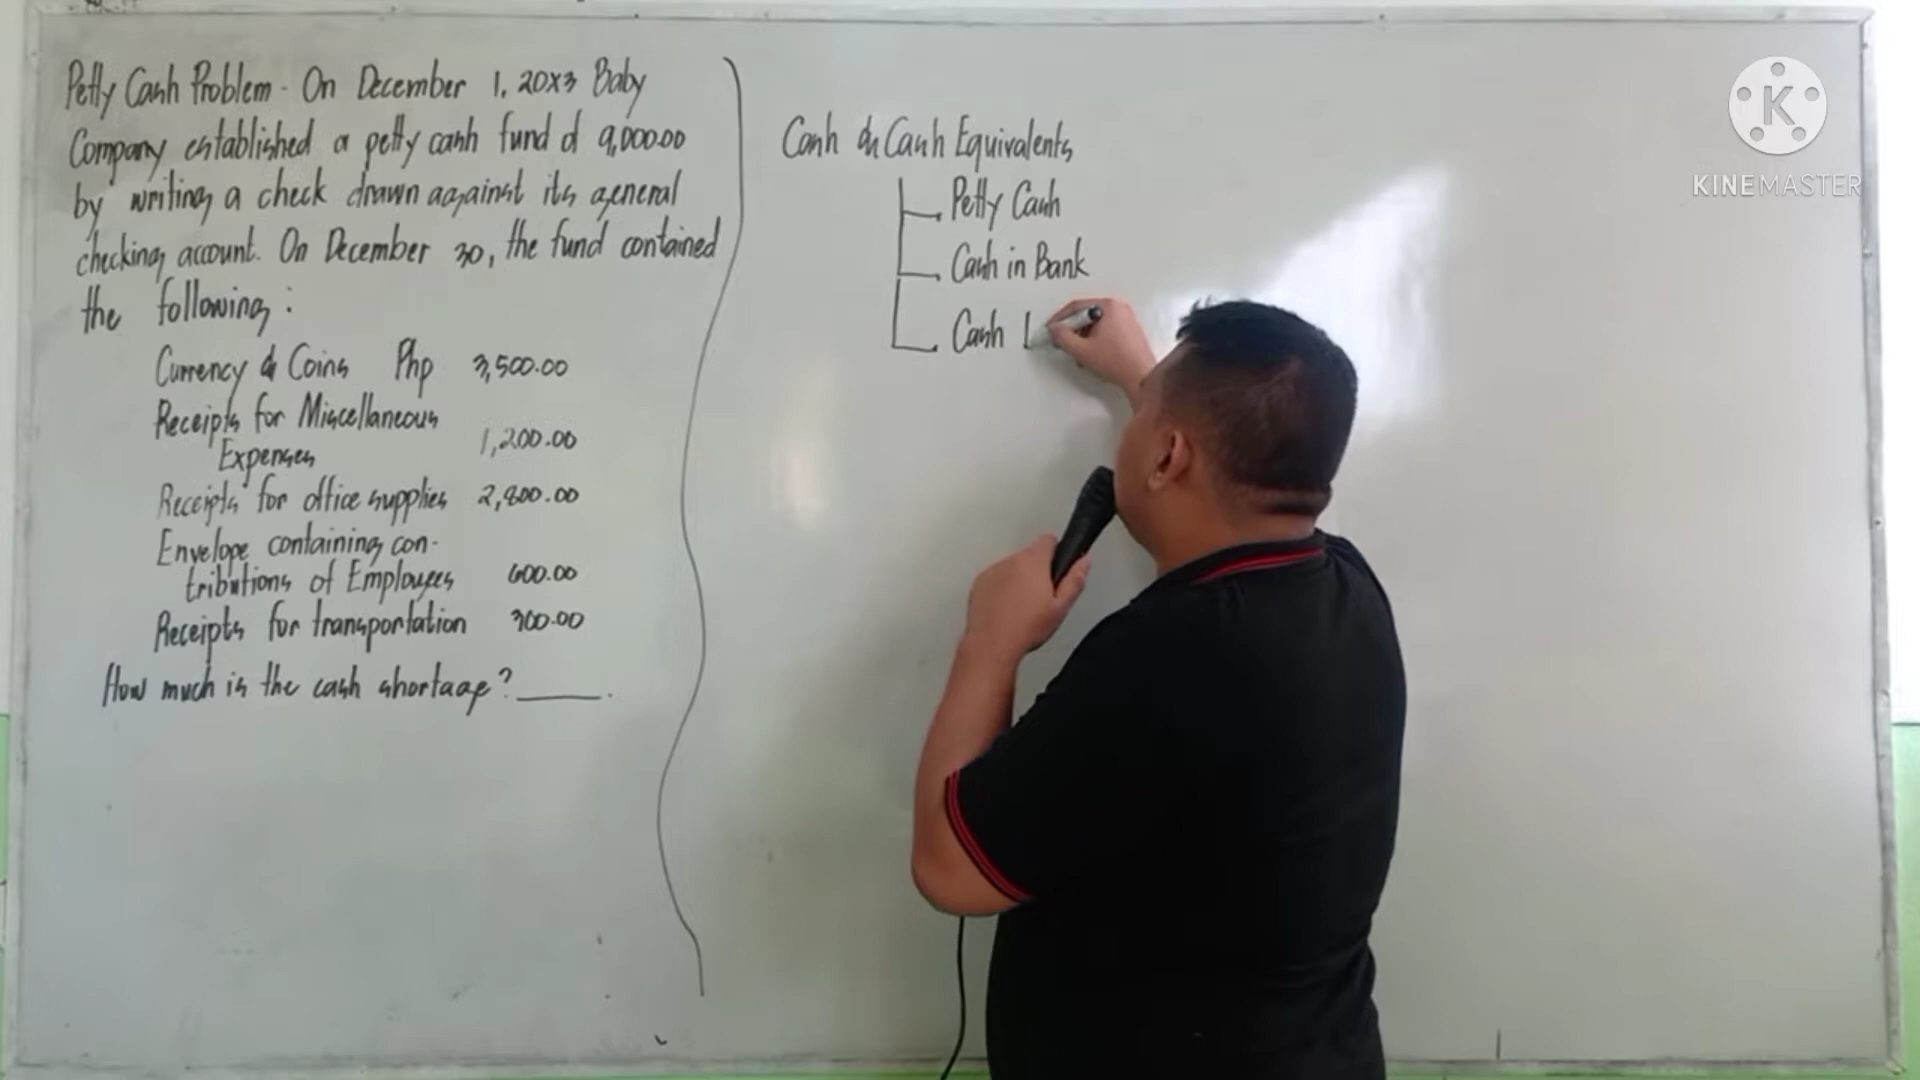 Petty Cash Problem - On December 1, 20x3 Baby
Company established a petty cash fund of 9,000.00
by writing a check drawn against its general
checking account. On December 30, the fund contained
the following:
Currency & Coins Php 3,500.00
Receipts for Miscellaneous
Expenses 1,200.00
Receipts for office supplies 2,800.00
Envelope containing con-
tributions of Employees 600.00
Receipts for transportation 300.00
How much is the cash shortage? ______.
Cash & Cash Equivalents
Petty Cash
Cash in Bank
Cash
K
KINEMASTER